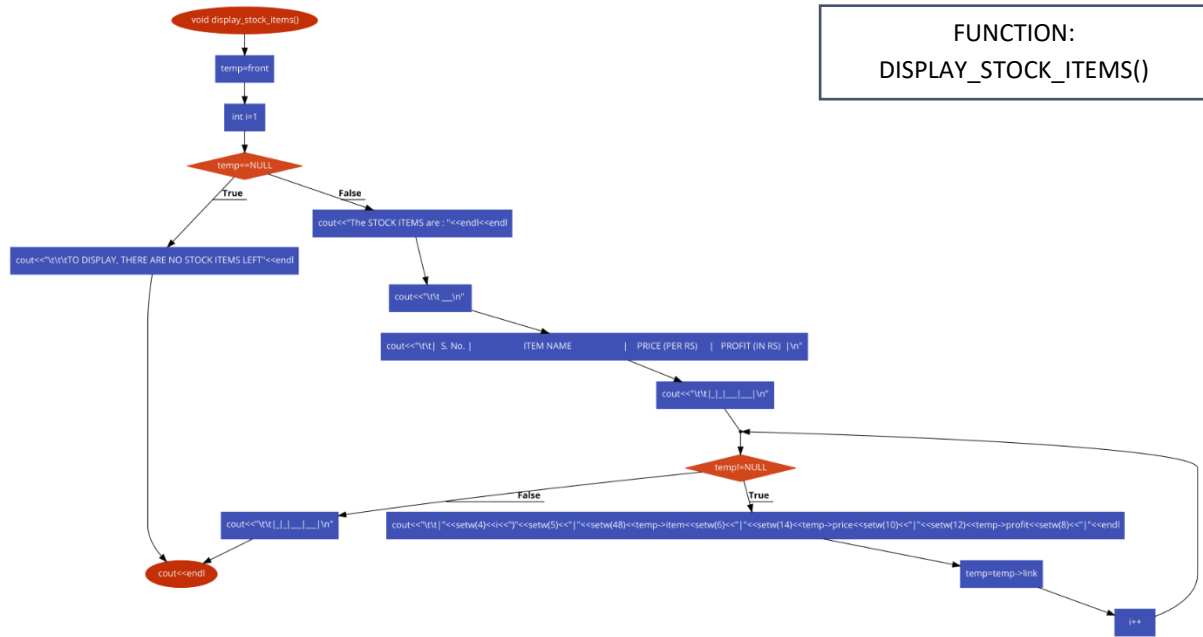 void display_stock_items()
FUNCTION:
DISPLAY_STOCK_ITEMS()
temp=front
int i=1
temp==NULL
True
False
cout<<"The STOCK ITEMS are : "<<endl<<endl
cout<<"\t\t\tTO DISPLAY, THERE ARE NO STOCK ITEMS LEFT"<<endl
cout<<"\t\t ___\n"
cout<<"\t\t| S. No. | ITEM NAME | PRICE (PER RS) | PROFIT (IN RS) |\n"
cout<<"\t\t|_|_|___|___|\n"
temp!=NULL
False
True
cout<<"\t\t|_|_|___|___|\n"
cout<<"\t\t|"<<setw(4)<<i<<")"<<setw(5)<<"|"<<setw(48)<<temp->item<<setw(6)<<"|"<<setw(14)<<temp->price<<setw(10)<<"|"<<setw(12)<<temp->profit<<setw(8)<<"|"<<endl
cout<<endl
temp=temp->link
i++